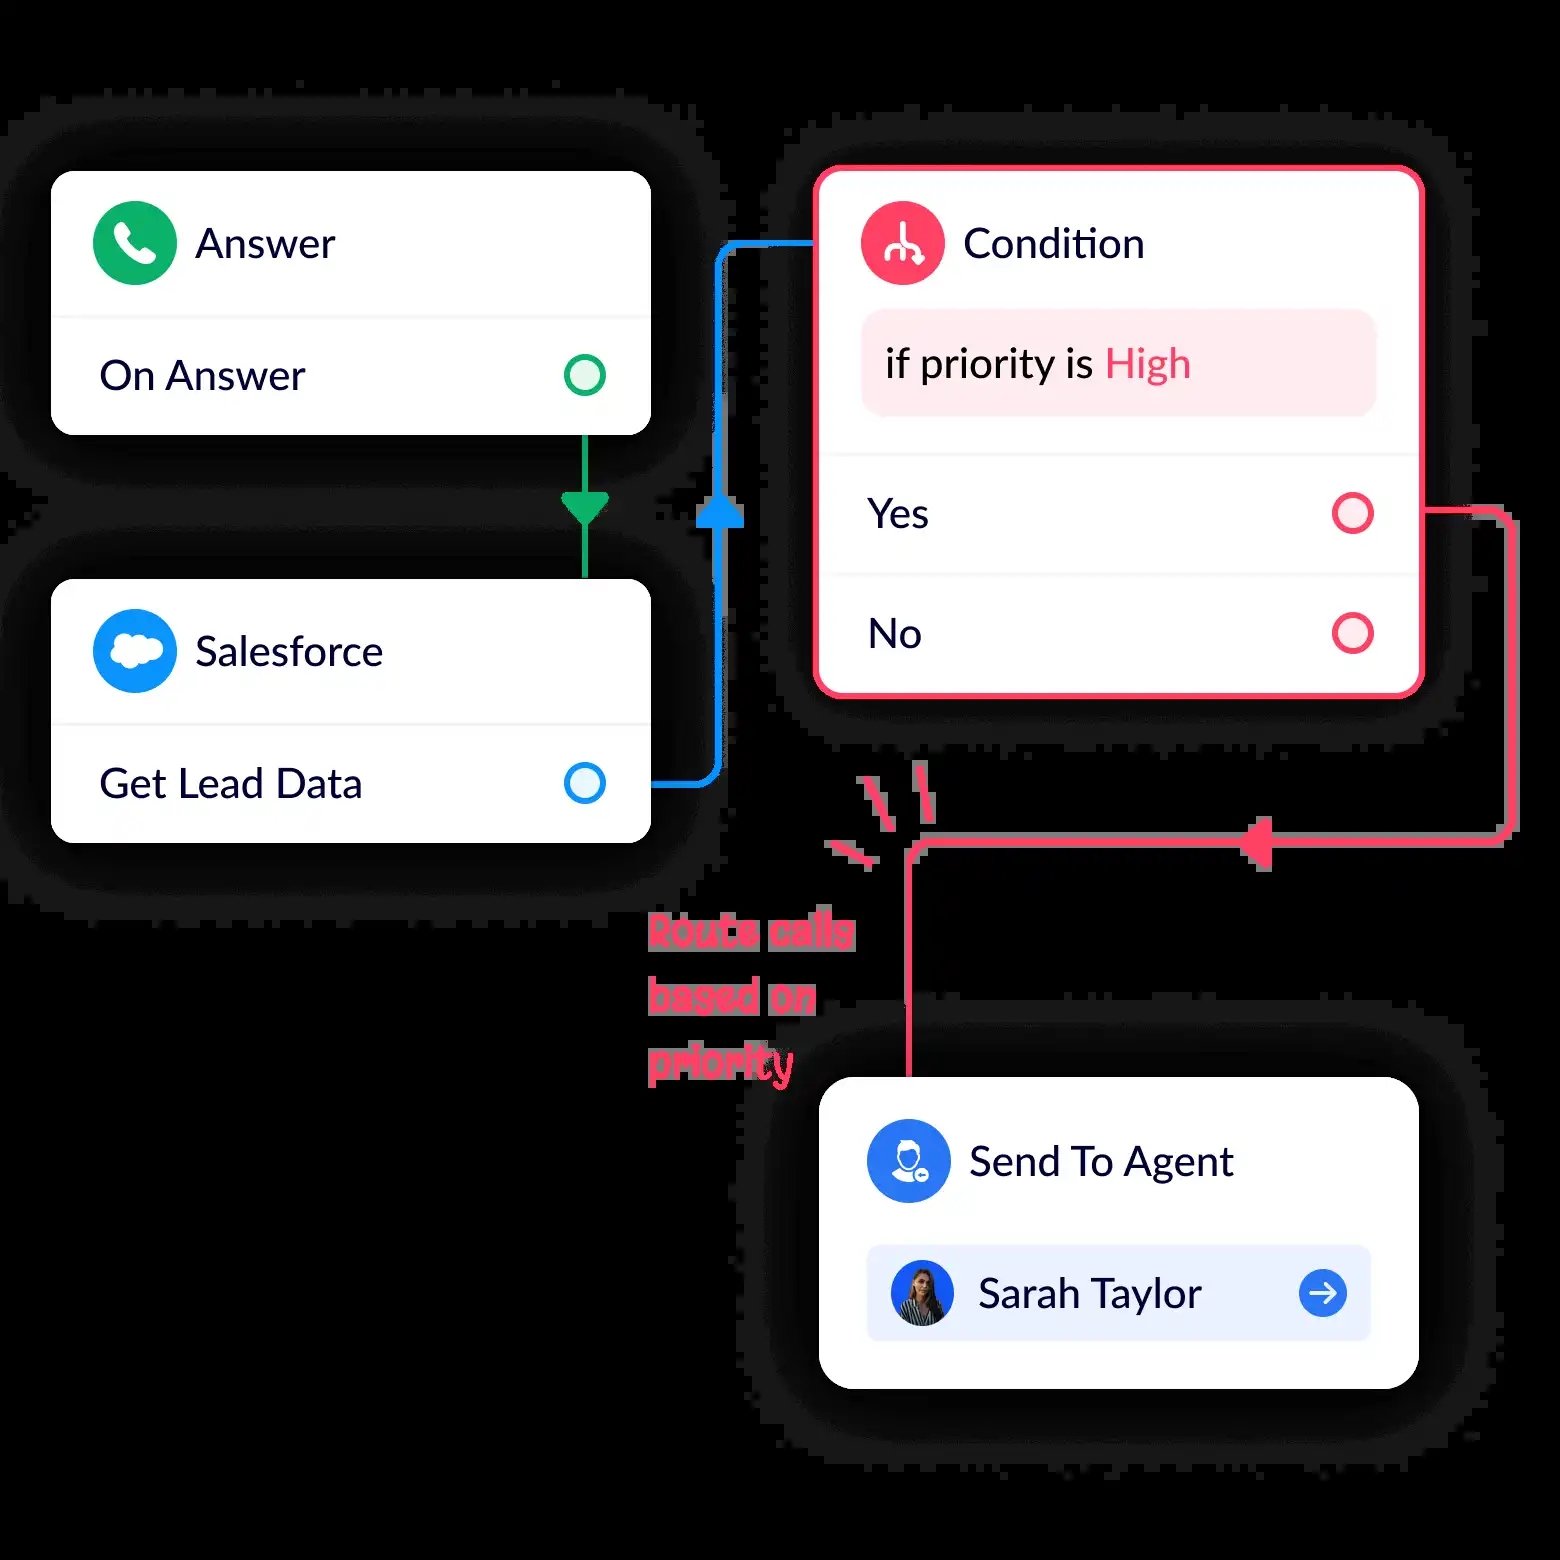 Answer
On Answer
Salesforce
Get Lead Data
Condition
if priority is High
Yes
No
Route calls
based on
priority
Send To Agent
Sarah Taylor